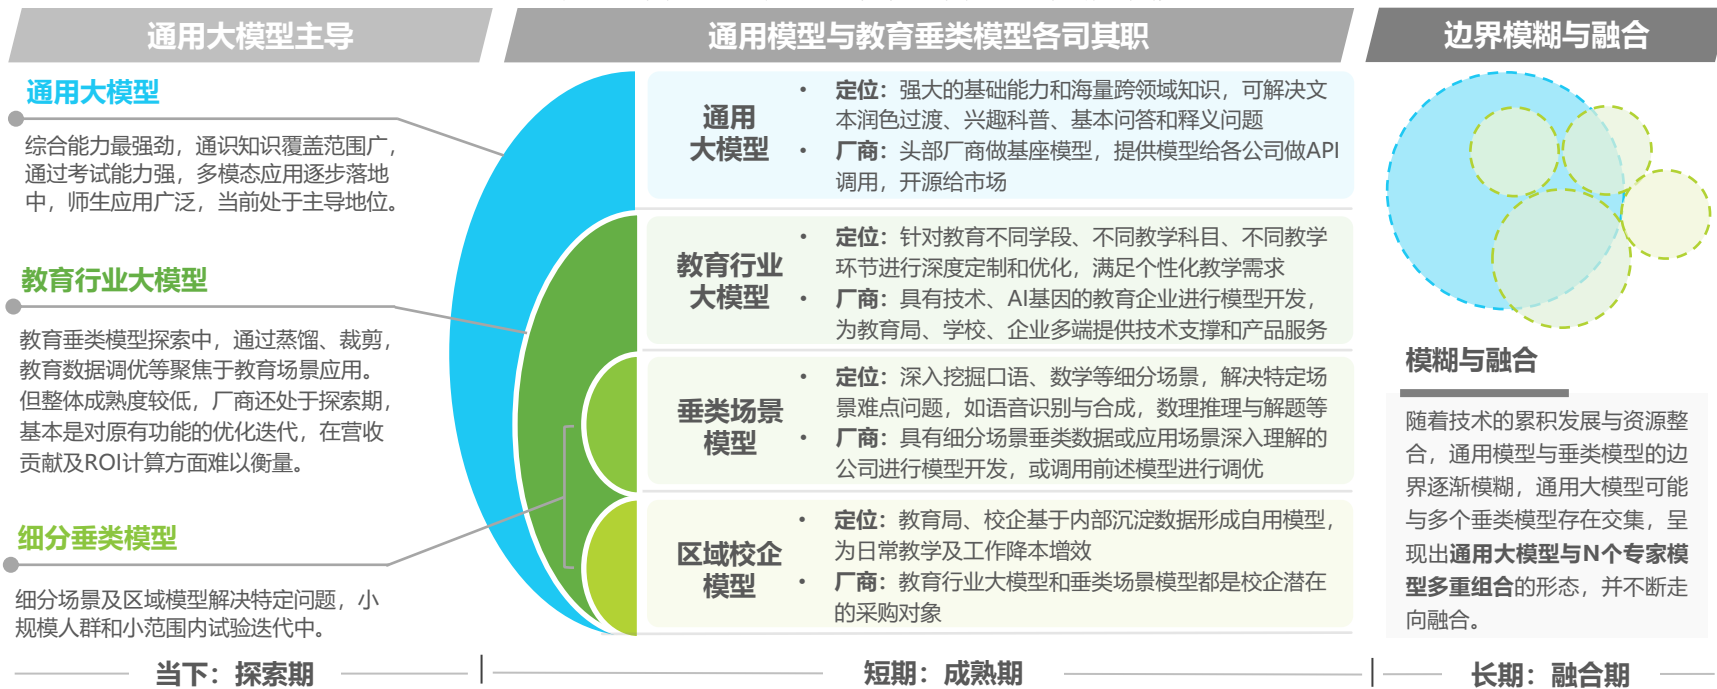 通用大模型主导
通用模型与教育垂类模型各司其职
边界模糊与融合
通用大模型
综合能力最强劲，通识知识覆盖范围广，
通过考试能力强，多模态应用逐步落地
中，师生应用广泛，当前处于主导地位。
教育行业大模型
教育垂类模型探索中，通过蒸馏、裁剪，
教育数据调优等聚焦于教育场景应用。
但整体成熟度较低，厂商还处于探索期，
基本是对原有功能的优化迭代，在营收
贡献及ROI计算方面难以衡量。
细分垂类模型
细分场景及区域模型解决特定问题，小
规模人群和小范围内试验迭代中。
通用
大模型
• 定位：强大的基础能力和海量跨领域知识，可解决文
本润色过渡、兴趣科普、基本问答和释义问题
• 厂商：头部厂商做基座模型，提供模型给各公司做API
调用，开源给市场
教育行业
大模型
• 定位：针对教育不同学段、不同教学科目、不同教学
环节进行深度定制和优化，满足个性化教学需求
• 厂商：具有技术、AI基因的教育企业进行模型开发，
为教育局、学校、企业多端提供技术支撑和产品服务
垂类场景
模型
• 定位：深入挖掘口语、数学等细分场景，解决特定场
景难点问题，如语音识别与合成，数理推理与解题等
• 厂商：具有细分场景垂类数据或应用场景深入理解的
公司进行模型开发，或调用前述模型进行调优
区域校企
模型
• 定位：教育局、校企基于内部沉淀数据形成自用模型，
为日常教学及工作降本增效
• 厂商：教育行业大模型和垂类场景模型都是校企潜在
的采购对象
模糊与融合
随着技术的累积发展与资源整
合，通用模型与垂类模型的边
界逐渐模糊，通用大模型可能
与多个垂类模型存在交集，呈
现出通用大模型与N个专家模
型多重组合的形态，并不断走
向融合。
当下：探索期
短期：成熟期
长期：融合期